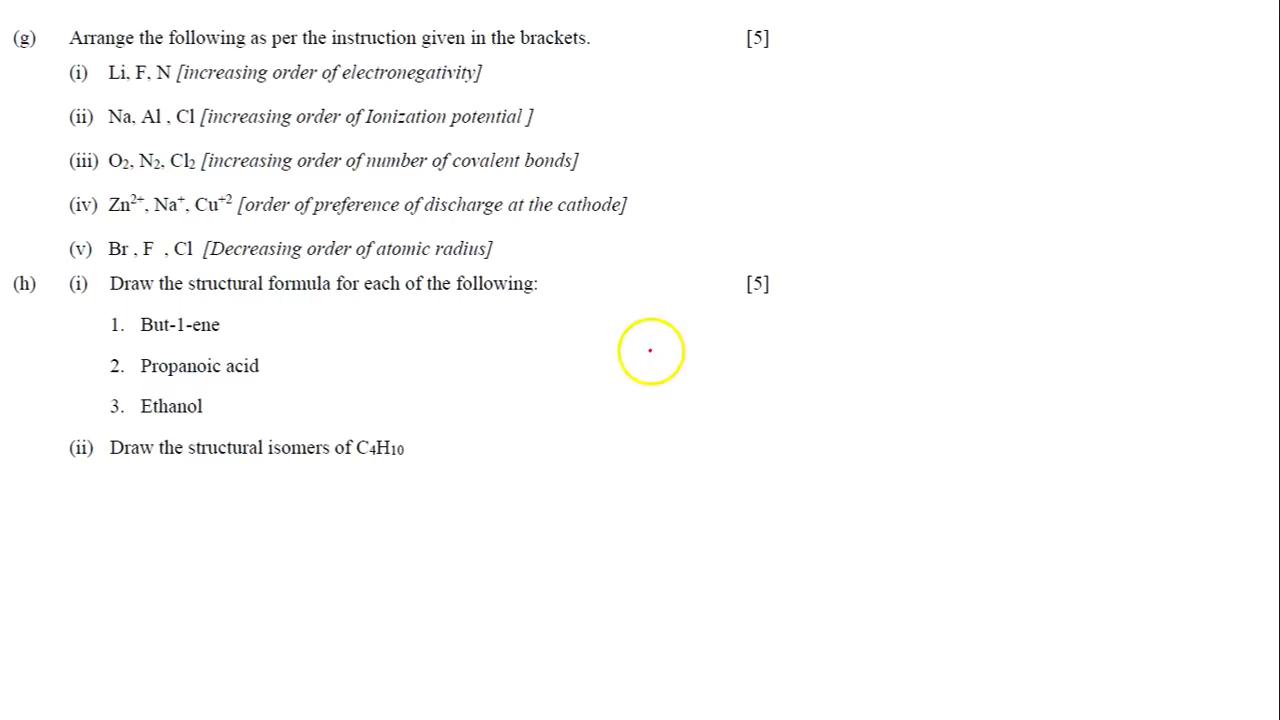 (g) Arrange the following as per the instruction given in the brackets. [5]
(i) Li, F, N [increasing order of electronegativity]
(ii) Na, Al , Cl [increasing order of Ionization potential ]
(iii) O₂, N₂, Cl₂ [increasing order of number of covalent bonds]
(iv) Zn²⁺, Na⁺, Cu⁺² [order of preference of discharge at the cathode]
(v) Br , F , Cl [Decreasing order of atomic radius]
(h) (i) Draw the structural formula for each of the following: [5]
1. But-1-ene
2. Propanoic acid
3. Ethanol
(ii) Draw the structural isomers of C₄H₁₀